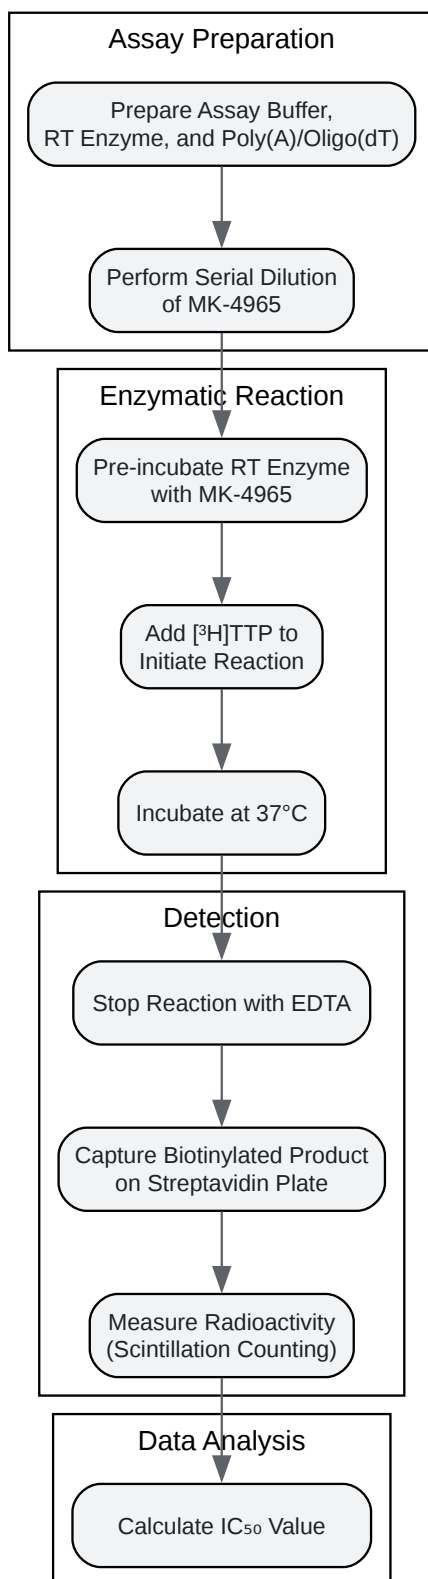 Assay Preparation
Prepare Assay Buffer,
RT Enzyme, and Poly(A)/Oligo(dT)
Perform Serial Dilution
of MK-4965
Enzymatic Reaction
Pre-incubate RT Enzyme
with MK-4965
Add [³H]TTP to
Initiate Reaction
Incubate at 37°C
Detection
Stop Reaction with EDTA
Capture Biotinylated Product
on Streptavidin Plate
Measure Radioactivity
(Scintillation Counting)
Data Analysis
Calculate IC₅₀ Value